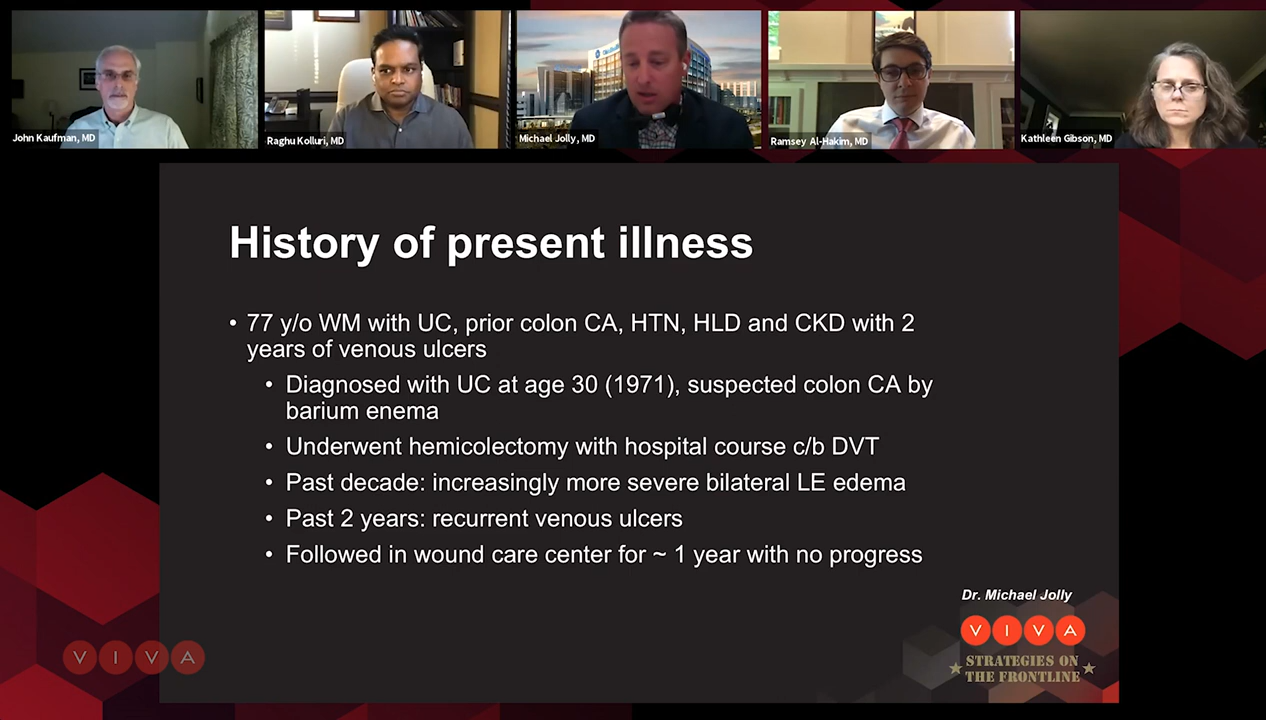 John Kaufman, MD
Raghu Kolluri, MD
Michael Jolly, MD
Ramsey Al-Hakim, MD
Kathleen Gibson, MD
History of present illness
• 77 y/o WM with UC, prior colon CA, HTN, HLD and CKD with 2
years of venous ulcers
• Diagnosed with UC at age 30 (1971), suspected colon CA by
barium enema
• Underwent hemicolectomy with hospital course c/b DVT
• Past decade: increasingly more severe bilateral LE edema
• Past 2 years: recurrent venous ulcers
• Followed in wound care center for ~ 1 year with no progress
Dr. Michael Jolly
VIVA
STRATEGIES ON
THE FRONTLINE
VIVA